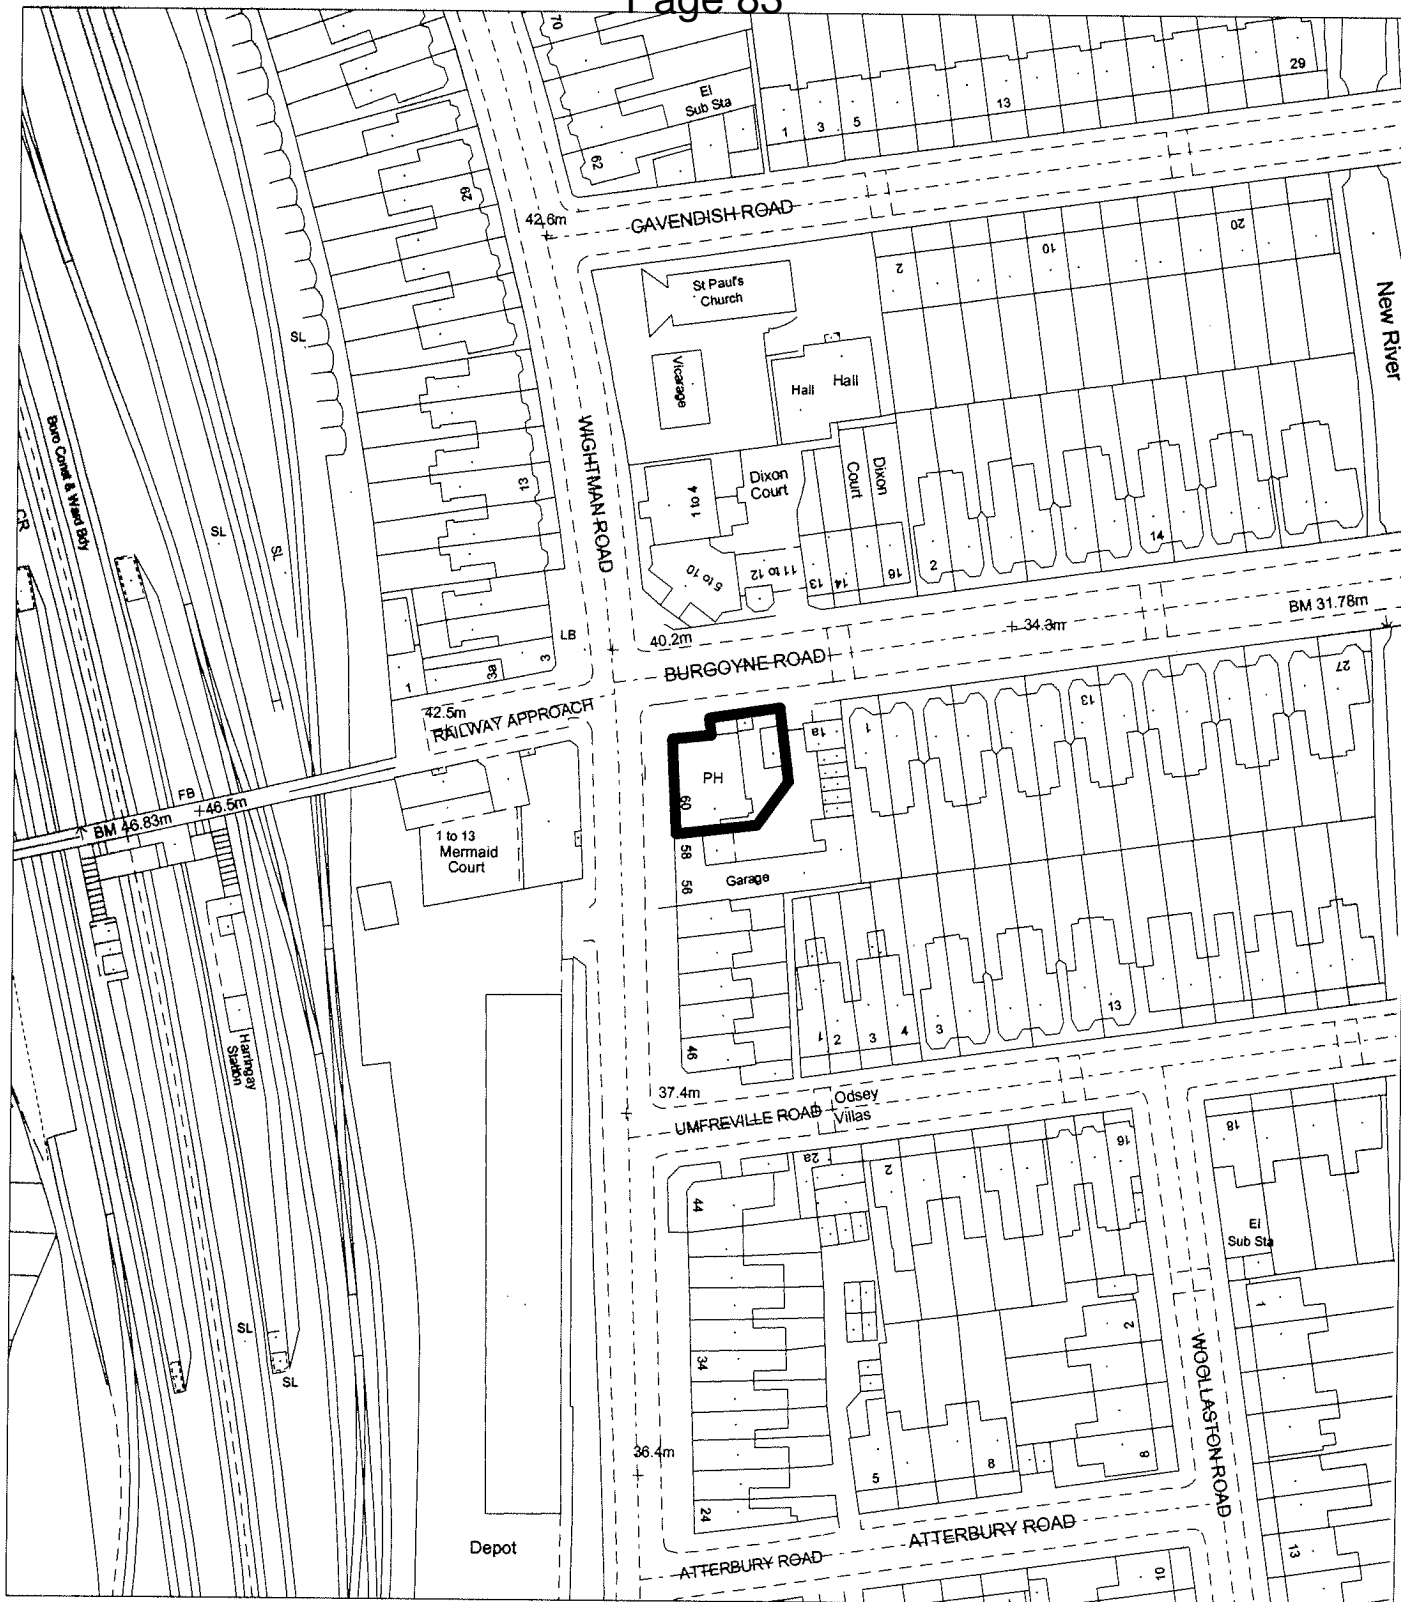 Page 83
70
El
Sub Sta
1
3
5
13
29
62
29
42.6m
CAVENDISH ROAD
2
10
20
New River
St Paul's
Church
Vicarage
Hall
Hall
SL
WIGHTMAN ROAD
13
Boro Const & Ward Bdy
CR
SL
SL
1 to 4
Dixon
Court
Dixon
Court
5 to 10
11 to 12
13
14
16
2
14
BM 31.78m
34.3m
40.2m
BURGOYNE ROAD
LB
3
3a
1
42.5m
RAILWAY APPROACH
PH
60
58
56
Garage
1a
1
13
27
FB
46.5m
BM 46.83m
1 to 13
Mermaid
Court
Harringay
Station
46
1
2
3
4
3
13
37.4m
UMFREVILLE ROAD
Odsey
Villas
2a
2
16
18
44
El
Sub Sta
1
2
SL
SL
34
WOOLLASTON ROAD
36.4m
5
8
8
24
Depot
ATTERBURY ROAD
ATTERBURY ROAD
10
13